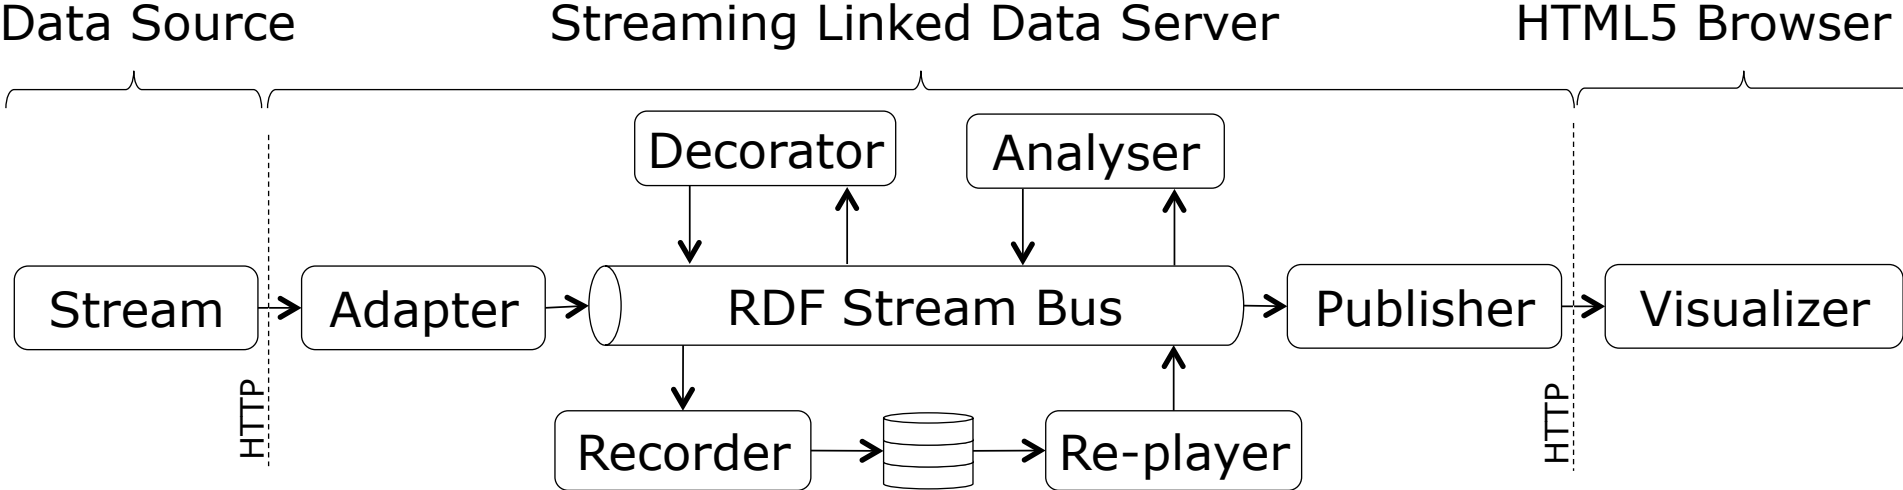 Data Source
Streaming Linked Data Server
HTML5 Browser
Decorator
Analyser
Stream
Adapter
RDF Stream Bus
Publisher
Visualizer
HTTP
HTTP
Recorder
Re-player